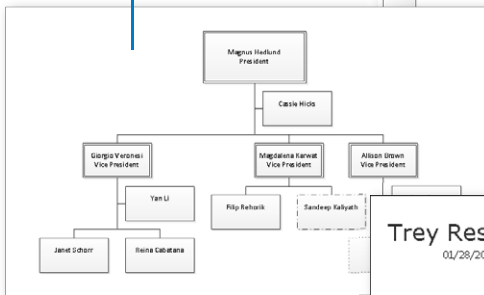 Magnus Hedlund
President
Cassie Hicks
Giorgio Veronesi
Vice President
Magdalena Karwat
Vice President
Allison Brown
Vice President
Yan Li
Filip Rehorik
Sandeep Kaliyath
Janet Schorr
Reina Cabatana
Trey Res
01/28/20